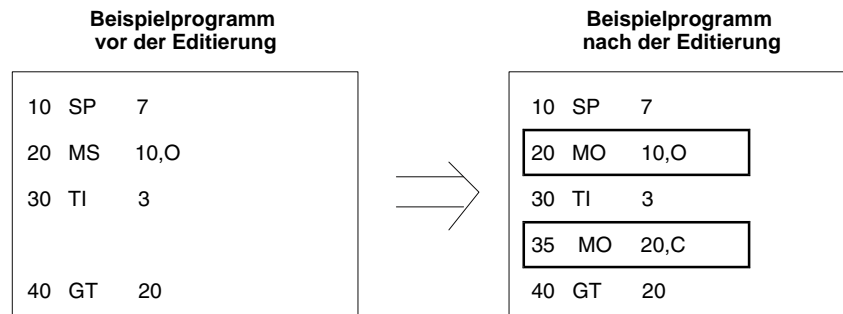 Beispielprogramm
vor der Editierung
10 SP 7
20 MS 10,O
30 TI 3
40 GT 20
Beispielprogramm
nach der Editierung
10 SP 7
20 MO 10,O
30 TI 3
35 MO 20,C
40 GT 20